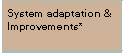 System adaptation &
Improvements*